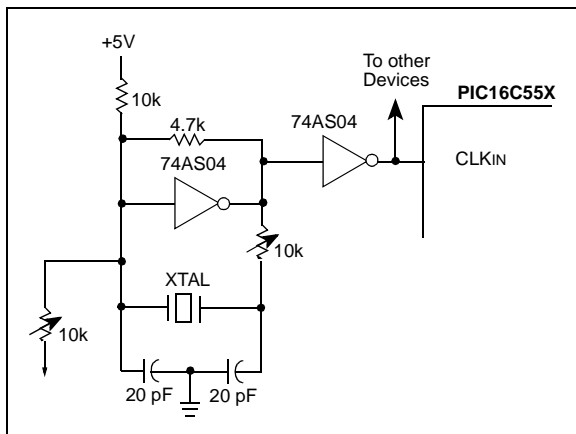 +5V
10k
4.7k
74AS04
74AS04
To other
Devices
PIC16C55X
CLKIN
10k
XTAL
10k
20 pF
20 pF